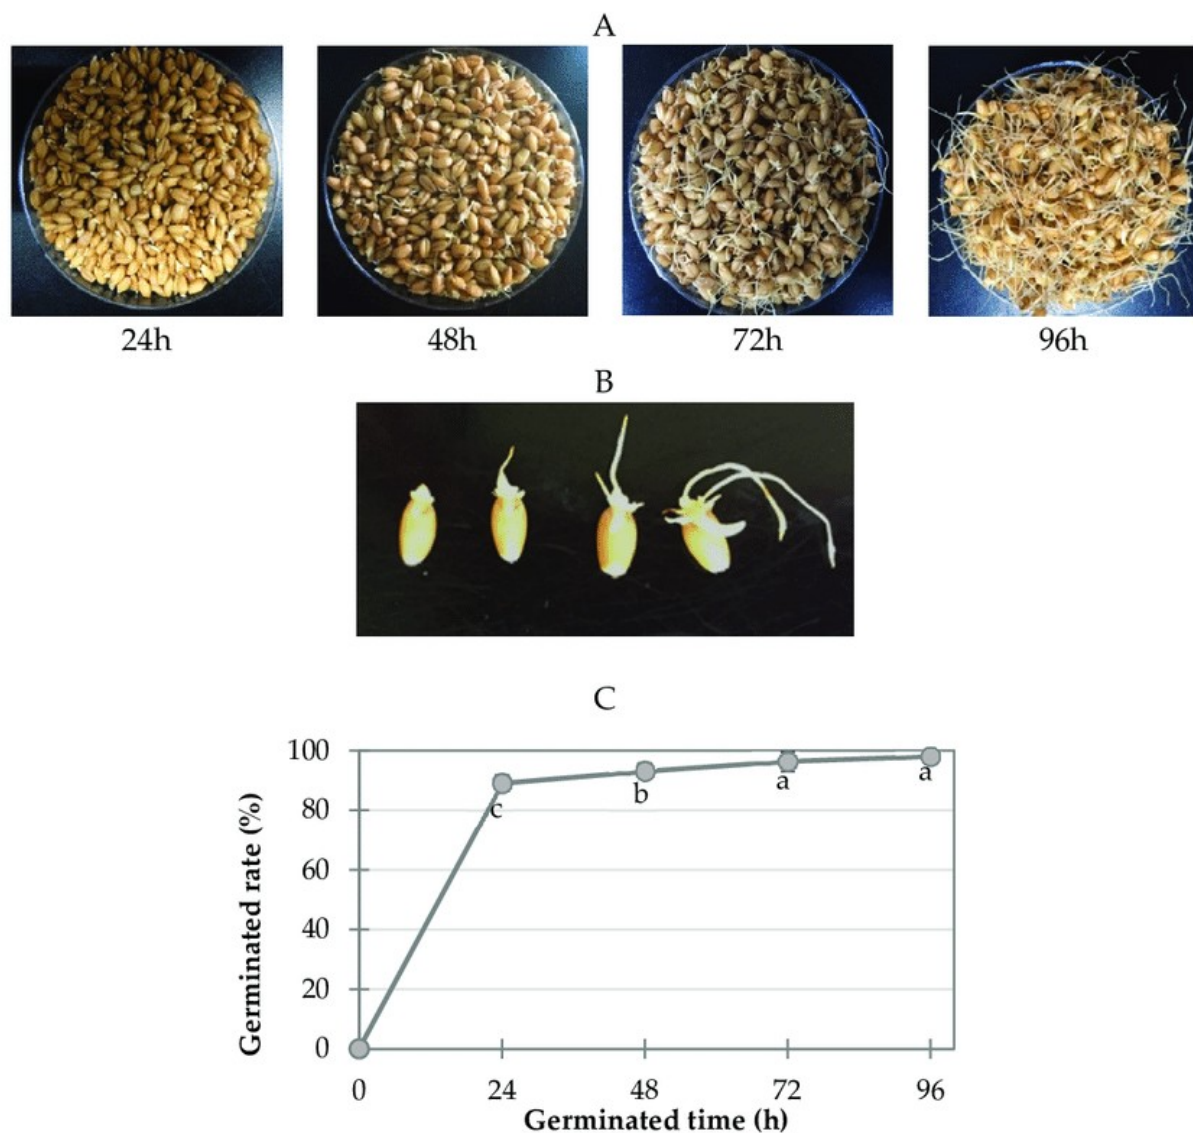 A
24h
48h
72h
96h
B
C
100
80
60
40
20
0
Germinated rate (%)
c
b
a
a
0
24
48
72
96
Germinated time (h)